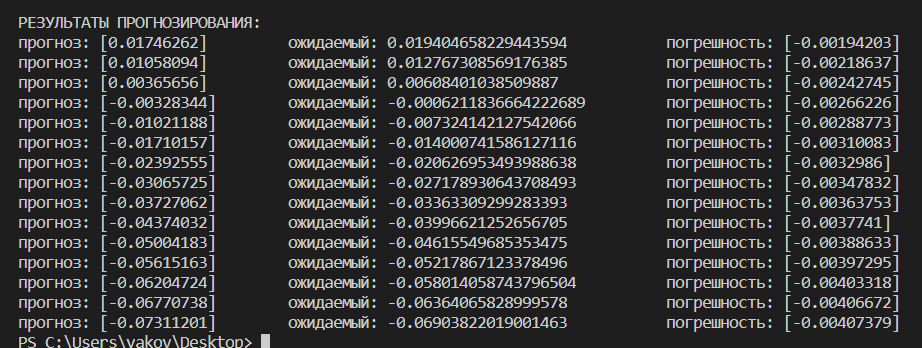 РЕЗУЛЬТАТЫ ПРОГНОЗИРОВАНИЯ:
прогноз: [0.01746262] ожидаемый: 0.019404658229443594 погрешность: [-0.00194203]
прогноз: [0.01058094] ожидаемый: 0.012767308569176385 погрешность: [-0.00218637]
прогноз: [0.00365656] ожидаемый: 0.00608401038509887 погрешность: [-0.00242745]
прогноз: [-0.00328344] ожидаемый: -0.0006211836664222689 погрешность: [-0.00266226]
прогноз: [-0.01021188] ожидаемый: -0.007324142127542066 погрешность: [-0.00288773]
прогноз: [-0.01710157] ожидаемый: -0.014000741586127116 погрешность: [-0.00310083]
прогноз: [-0.02392555] ожидаемый: -0.020626953493988638 погрешность: [-0.0032986]
прогноз: [-0.03065725] ожидаемый: -0.027178930643708493 погрешность: [-0.00347832]
прогноз: [-0.03727062] ожидаемый: -0.03363309299283393 погрешность: [-0.00363753]
прогноз: [-0.04374032] ожидаемый: -0.03996621252656705 погрешность: [-0.0037741]
прогноз: [-0.05004183] ожидаемый: -0.04615549685353475 погрешность: [-0.00388633]
прогноз: [-0.05615163] ожидаемый: -0.05217867123378496 погрешность: [-0.00397295]
прогноз: [-0.06204724] ожидаемый: -0.058014058743796504 погрешность: [-0.00403318]
прогноз: [-0.06770738] ожидаемый: -0.06364065828999578 погрешность: [-0.00406672]
прогноз: [-0.07311201] ожидаемый: -0.06903822019001463 погрешность: [-0.00407379]
PS C:\Users\yakov\Desktop>